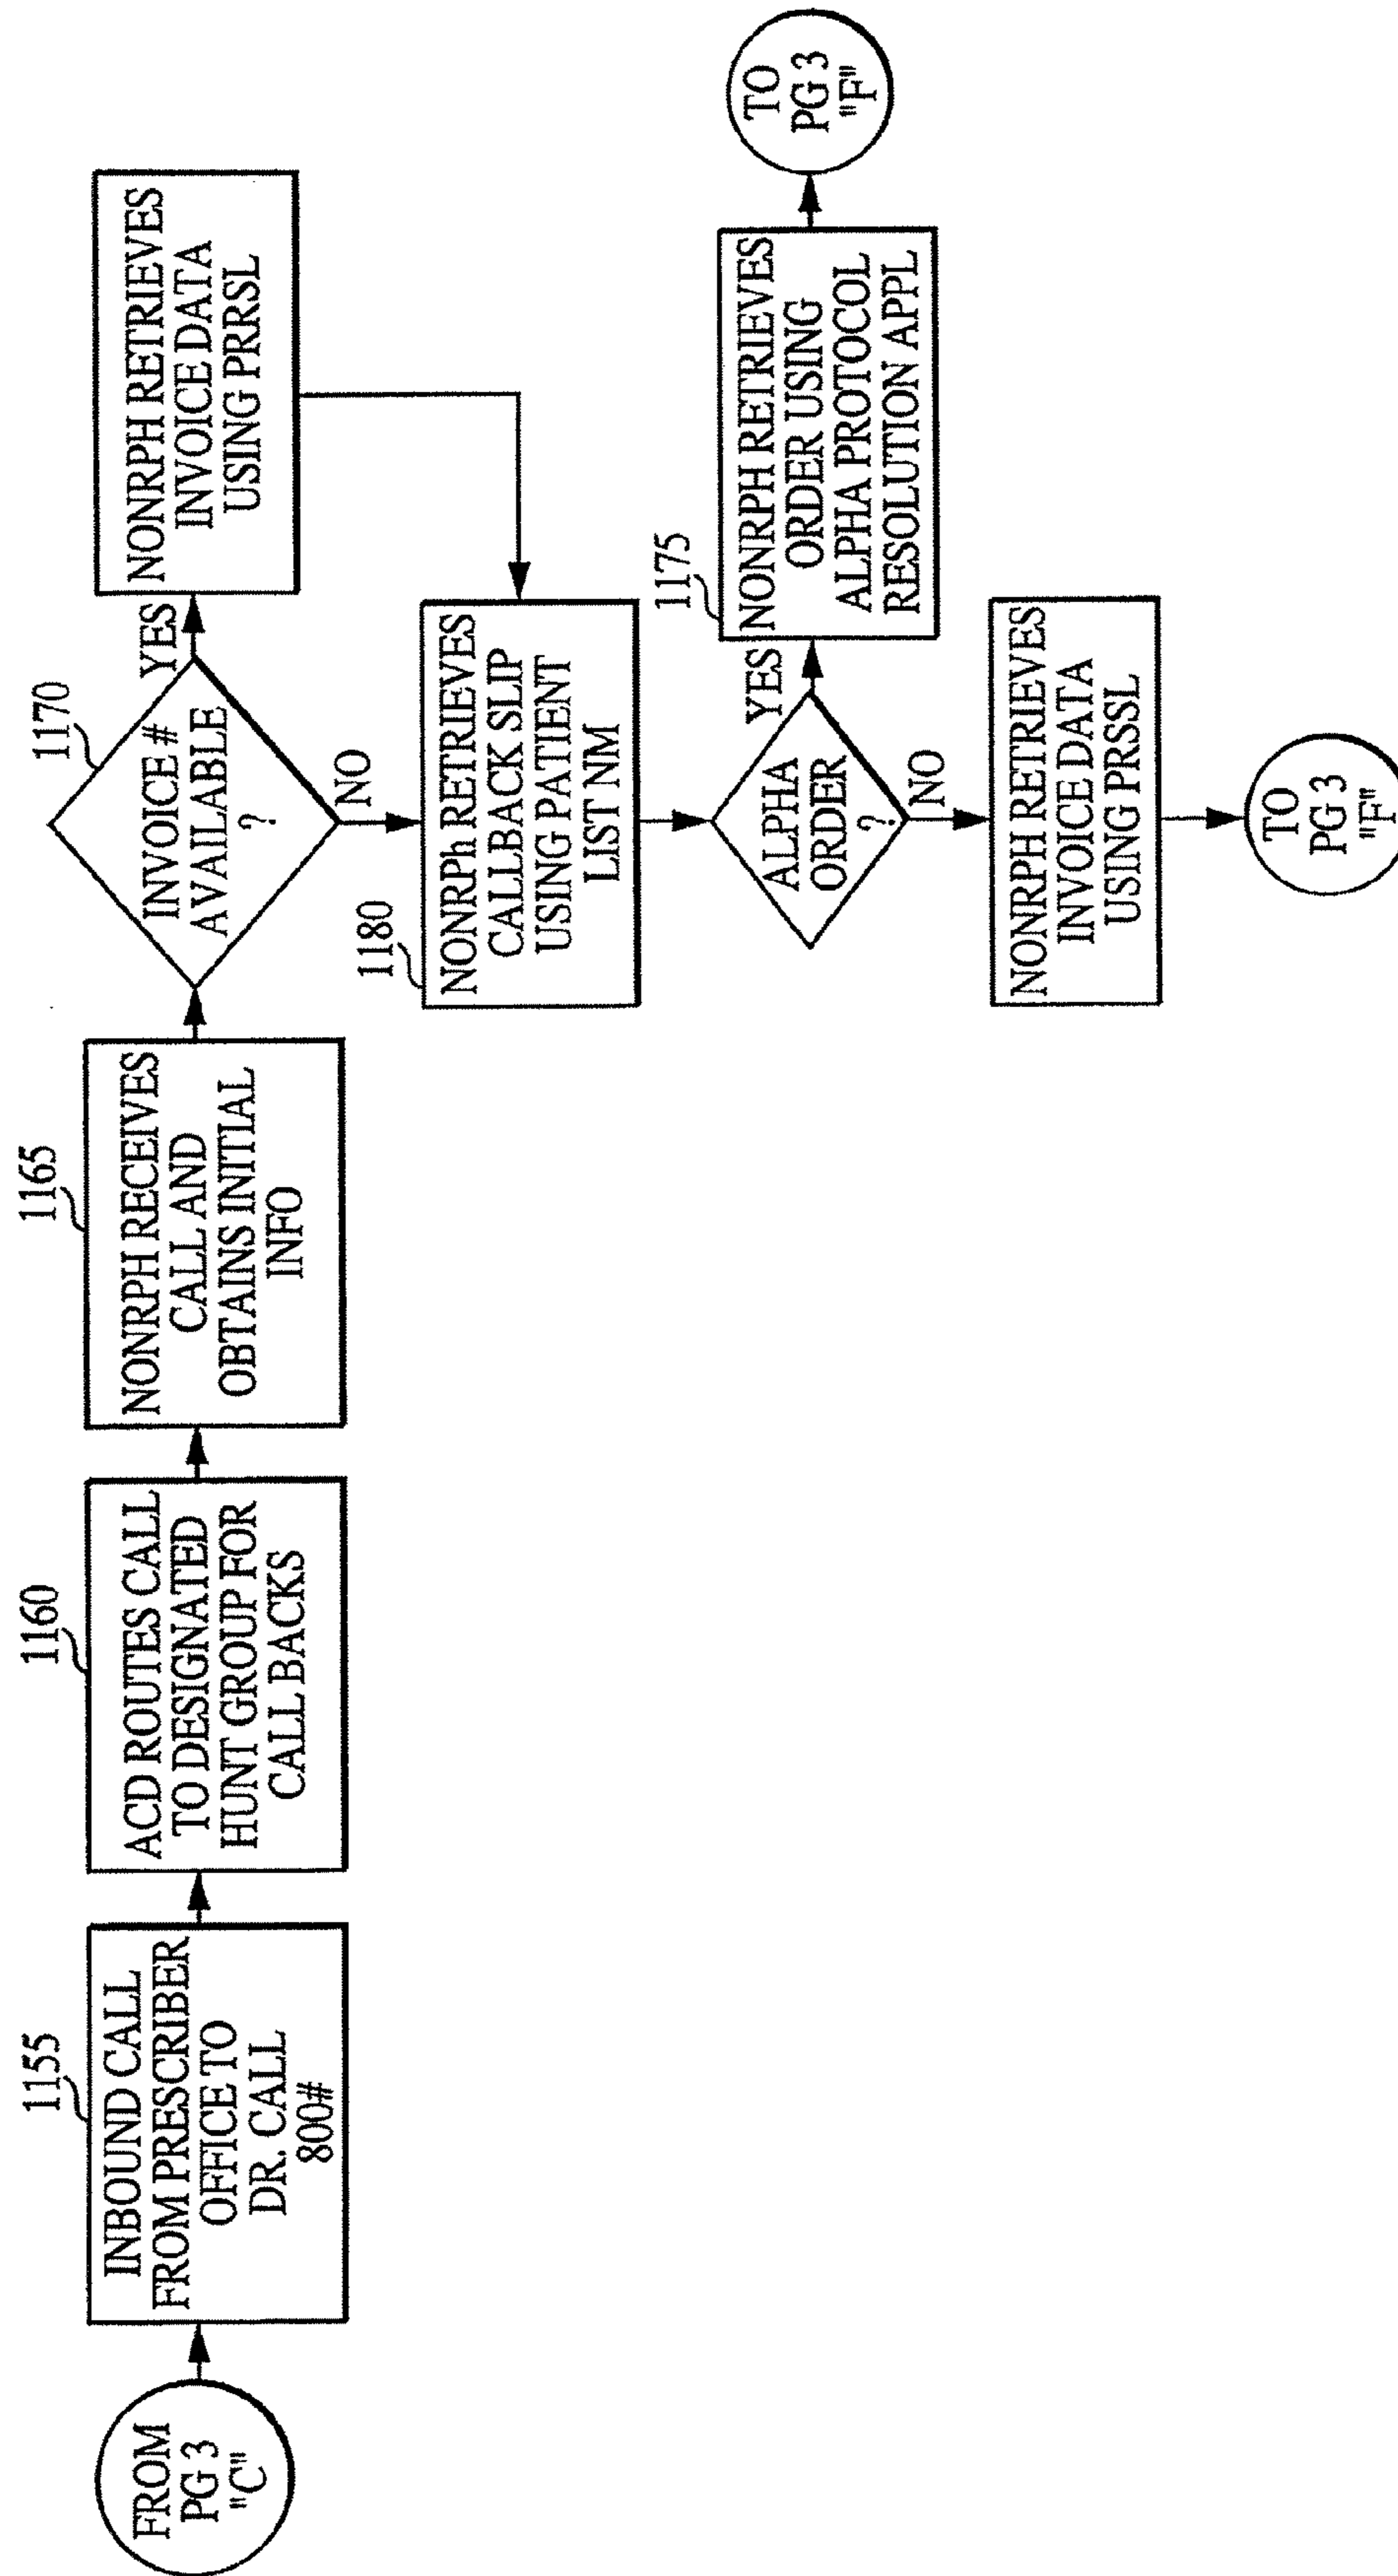 FROM
PG 3
"C"
1155
INBOUND CALL
FROM PRESCRIBER
OFFICE TO
DR. CALL
800#
1160
ACD ROUTES CALL
TO DESIGNATED
HUNT GROUP FOR
CALL BACKS
1165
NONRPH RECEIVES
CALL AND
OBTAINS INITIAL
INFO
1170
INVOICE #
AVAILABLE
?
YES
NO
NONRPH RETRIEVES
INVOICE DATA
USING PRRSL
1180
NONRPh RETRIEVES
CALLBACK SLIP
USING PATIENT
LIST NM
ALPHA
ORDER
?
YES
NO
1175
NONRPH RETRIEVES
ORDER USING
ALPHA PROTOCOL
RESOLUTION APPL
TO
PG 3
"F"
NONRPH RETRIEVES
INVOICE DATA
USING PRSSL
TO
PG 3
"F"